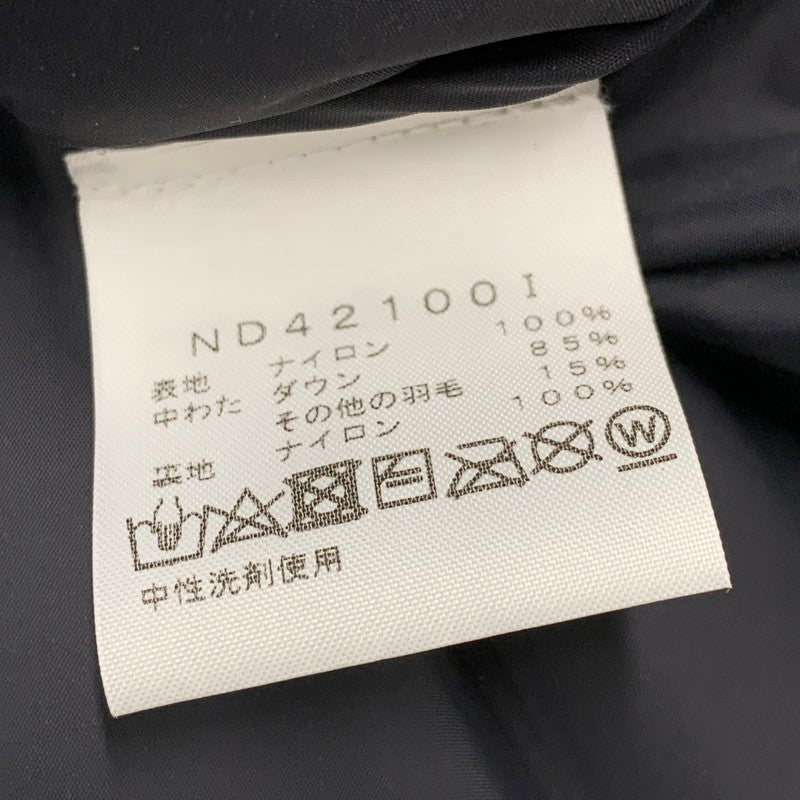 ND42100I
表地 ナイロン 100%
中わた ダウン 85%
その他の羽毛 15%
裏地 ナイロン 100%
W
中性洗剤使用